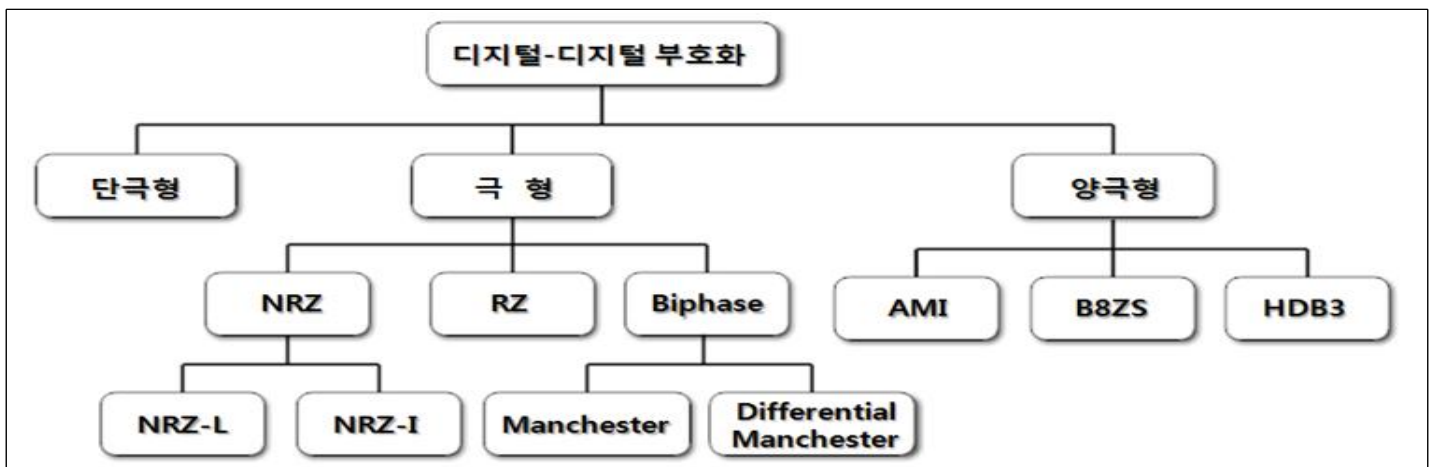 디지털-디지털 부호화
단극형
극 형
양극형
NRZ
RZ
Biphase
AMI
B8ZS
HDB3
NRZ-L
NRZ-I
Manchester
Differential
Manchester